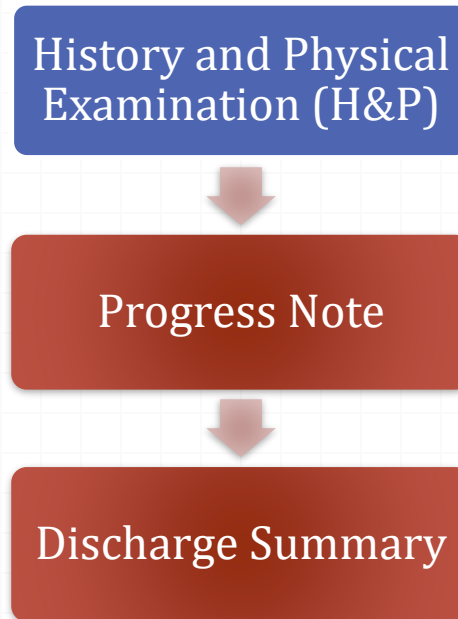 History and Physical
Examination (H&P)
Progress Note
Discharge Summary